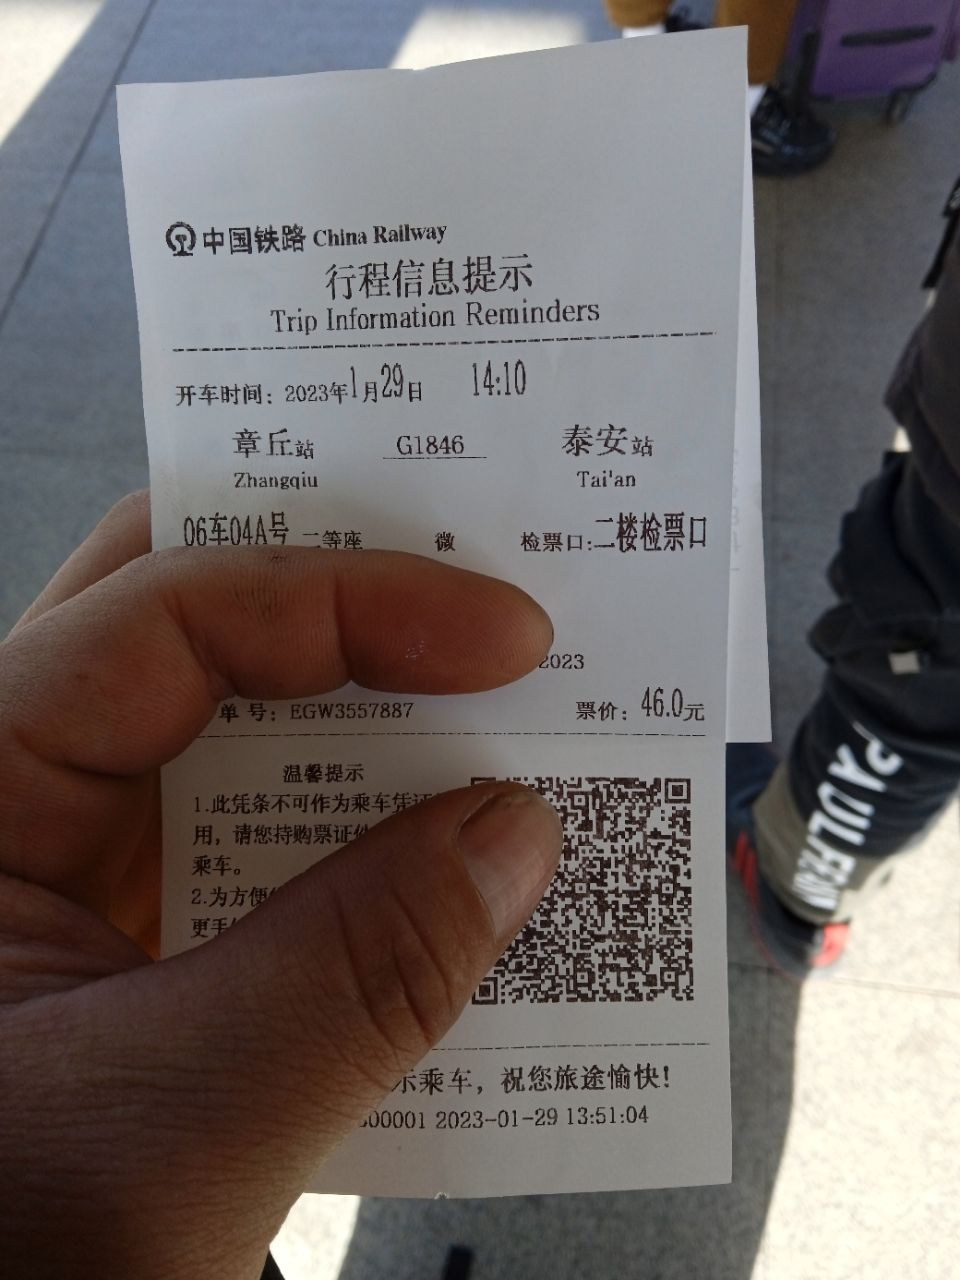 中国铁路 China Railway
行程信息提示
Trip Information Reminders
开车时间：2023年1月29日 14:10
章丘站 G1846 泰安站
Zhangqiu Tai'an
06车04A号 二等座 微 检票口:二楼检票口
2023
单号：EGW3557887 票价：46.0元
温馨提示
1.此凭条不可作为乘车凭证
用，请您持购票证件
乘车。
2.为方便
更手
示乘车，祝您旅途愉快！
00001 2023-01-29 13:51:04
PAUL FRANK